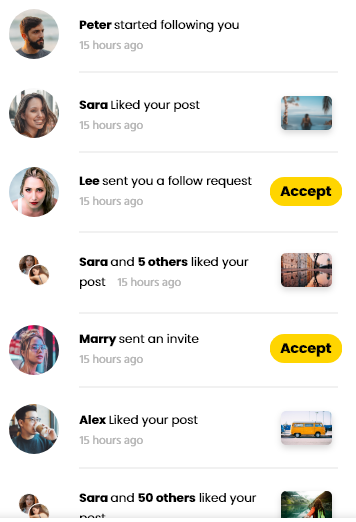 Peter started following you
15 hours ago
Sara Liked your post
15 hours ago
Lee sent you a follow request
Accept
15 hours ago
Sara and 5 others liked your
post 15 hours ago
Marry sent an invite
Accept
15 hours ago
Alex Liked your post
15 hours ago
Sara and 50 others liked your
post